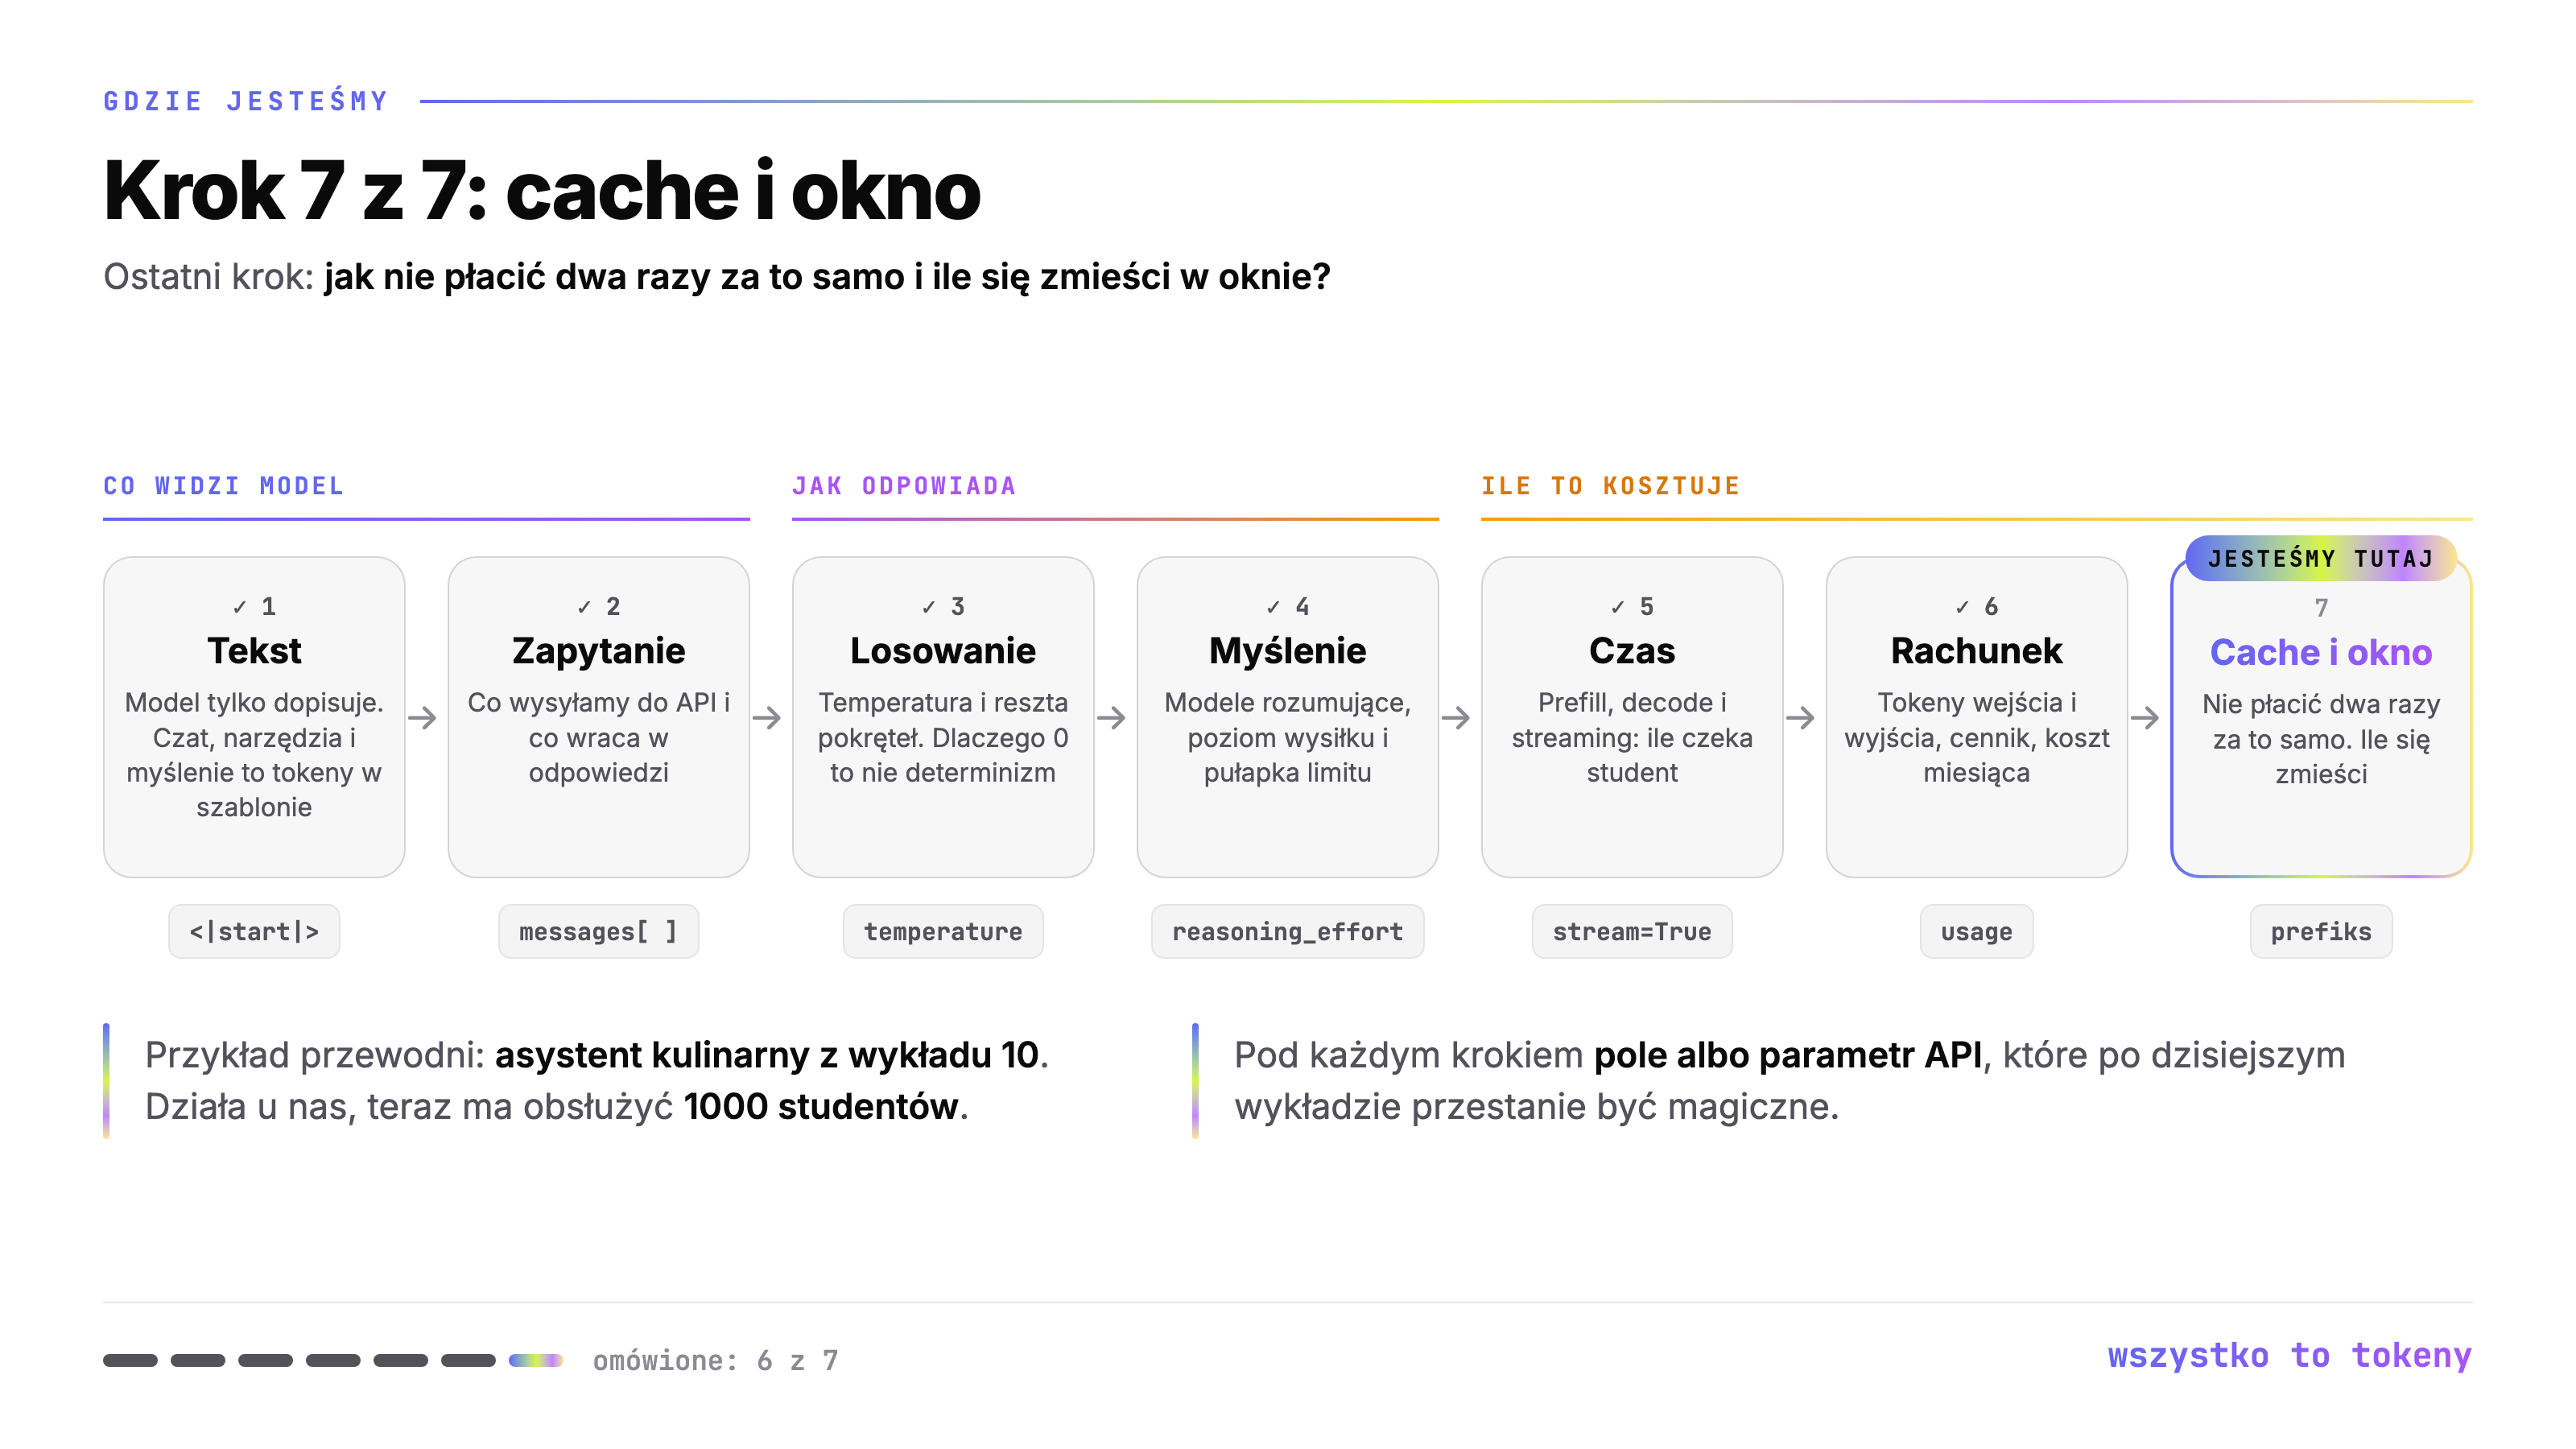 GDZIE JESTEŚMY
Krok 7 z 7: cache i okno
Ostatni krok: jak nie płacić dwa razy za to samo i ile się zmieści w oknie?
CO WIDZI MODEL
JAK ODPOWIADA
ILE TO KOSZTUJE
✓ 1
Tekst
Model tylko dopisuje.
Czat, narzędzia i
myślenie to tokeny w
szablonie
→
✓ 2
Zapytanie
Co wysyłamy do API i
co wraca w
odpowiedzi
→
✓ 3
Losowanie
Temperatura i reszta
pokręteł. Dlaczego 0
to nie determinizm
→
✓ 4
Myślenie
Modele rozumujące,
poziom wysiłku i
pułapka limitu
→
✓ 5
Czas
Prefill, decode i
streaming: ile czeka
student
→
✓ 6
Rachunek
Tokeny wejścia i
wyjścia, cennik, koszt
miesiąca
→
JESTEŚMY TUTAJ
7
Cache i okno
Nie płacić dwa razy
za to samo. Ile się
zmieści
<|start|>
messages[ ]
temperature
reasoning_effort
stream=True
usage
prefiks
Przykład przewodni: asystent kulinarny z wykładu 10.
Działa u nas, teraz ma obsłużyć 1000 studentów.
Pod każdym krokiem pole albo parametr API, które po dzisiejszym
wykładzie przestanie być magiczne.
omówione: 6 z 7
wszystko to tokeny